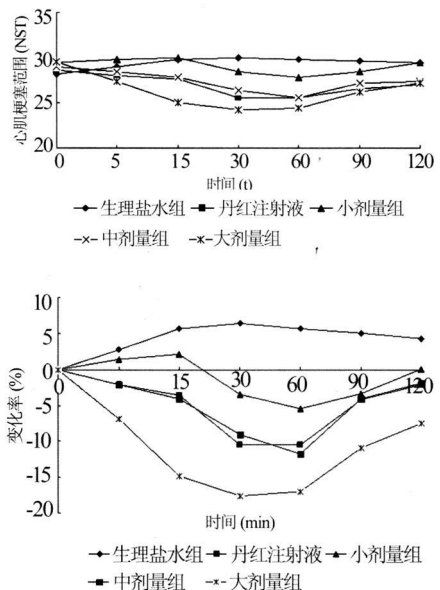 心肌梗塞范围 (NST)
35
30
25
20
0 5 15 30 60 90 120
时间 (t)
生理盐水组 丹红注射液 小剂量组
中剂量组 大剂量组
变化率 (%)
10
5
0
-5
-10
-15
-20
0 15 30 60 90 120
时间 (min)
生理盐水组 丹红注射液 小剂量组
中剂量组 大剂量组